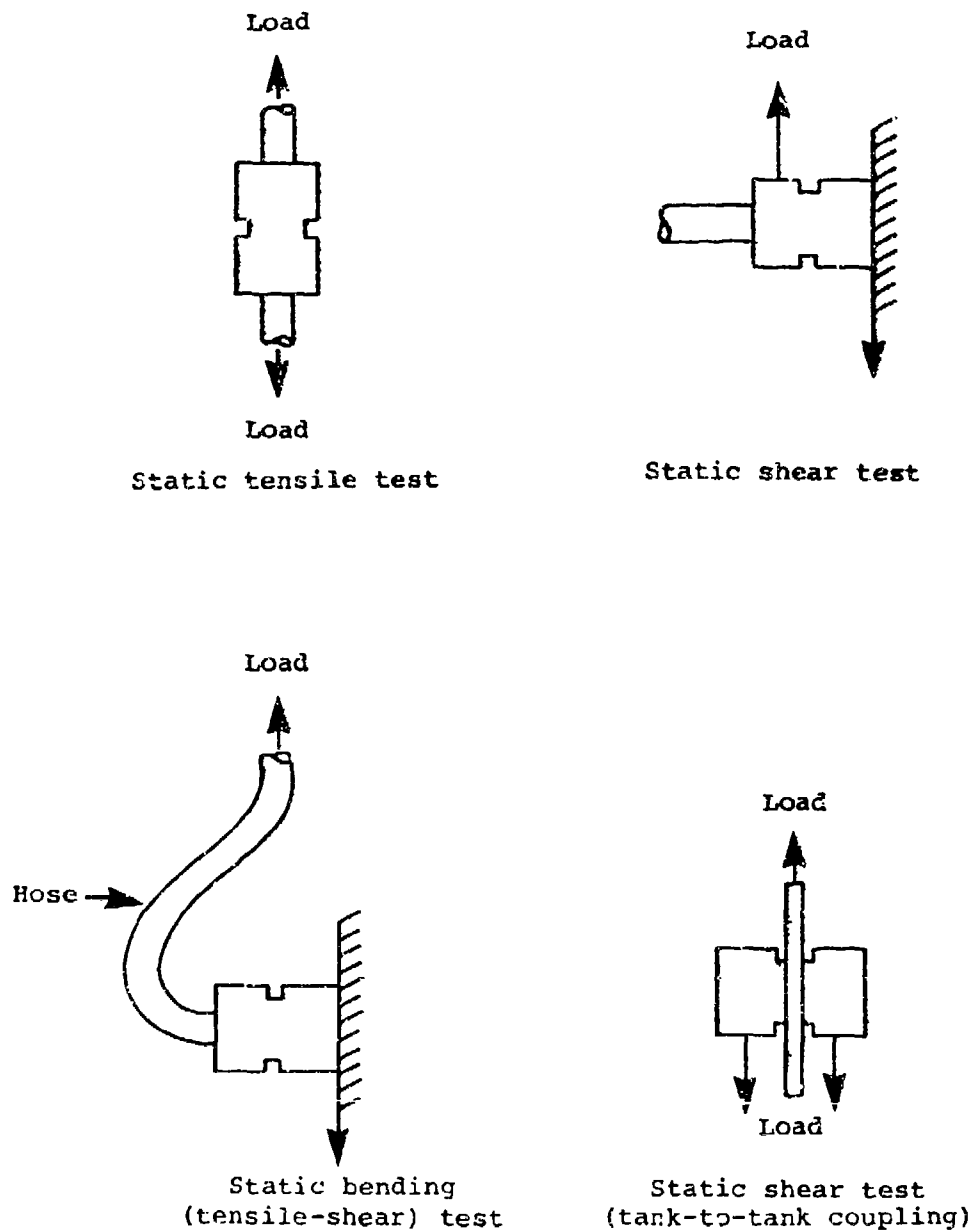 Load
Load
Load
Static tensile test
Static shear test
Load
Hose
Load
Load
Static bending
(tensile-shear) test
Static shear test
(tank-to-tank coupling)